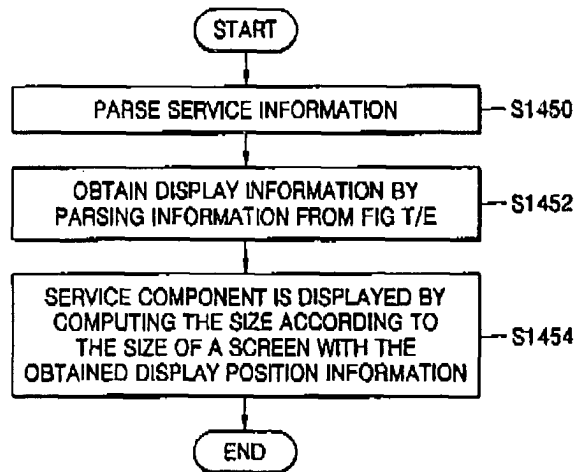 START
PARSE SERVICE INFORMATION
S1450
OBTAIN DISPLAY INFORMATION BY
PARSING INFORMATION FROM FIG T/E
S1452
SERVICE COMPONENT IS DISPLAYED BY
COMPUTING THE SIZE ACCORDING TO
THE SIZE OF A SCREEN WITH THE
OBTAINED DISPLAY POSITION INFORMATION
S1454
END